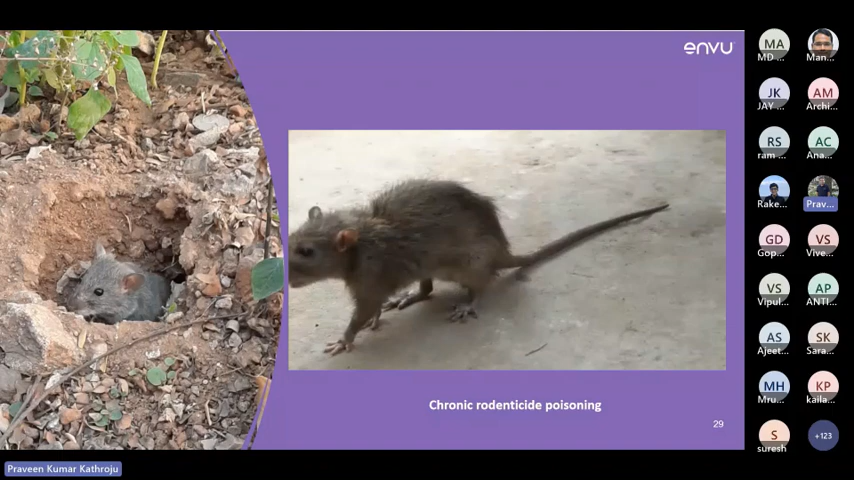 envu
MA
MD ...
Man...
JK
JAY ...
AM
Archi...
RS
ram ...
AC
Ana...
Rake...
Prav...
GD
Gop...
VS
Vive...
VS
Vipul...
AP
ANTI...
AS
Ajeet...
SK
Sara...
MH
Mru...
KP
kaila...
S
suresh
+123
Chronic rodenticide poisoning
29
Praveen Kumar Kathroju